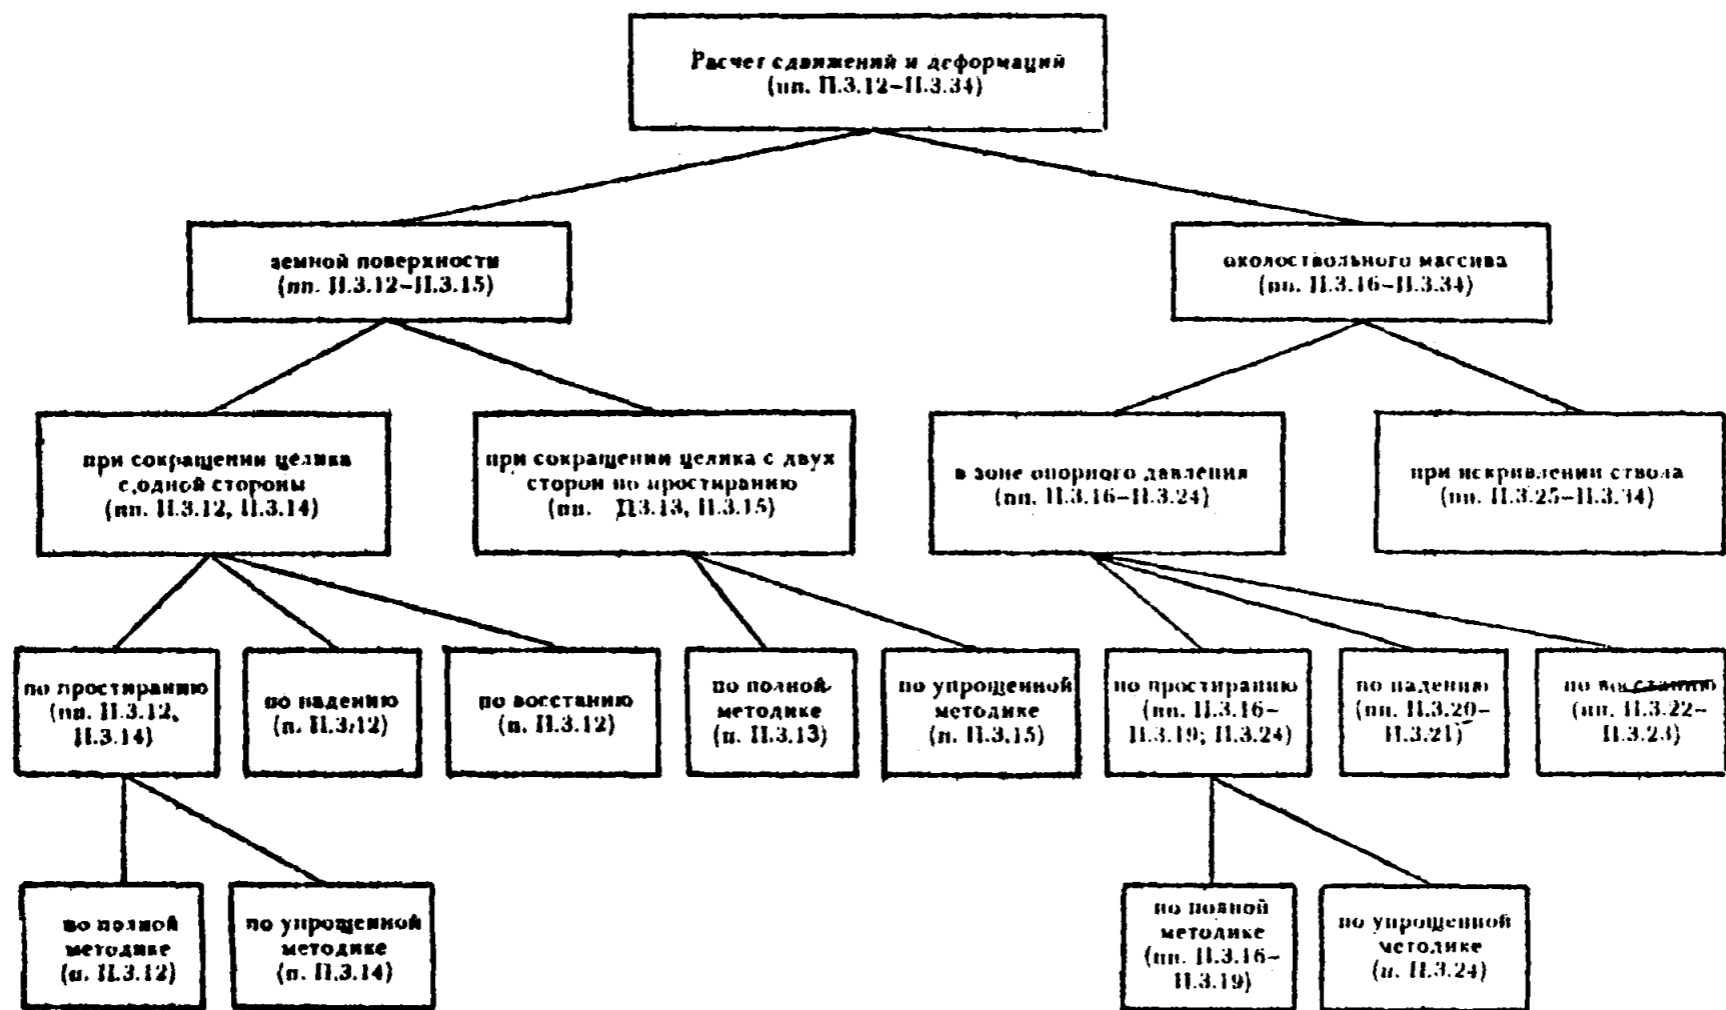 Расчет сдвижений и деформаций
(пп. П.3.12–П.3.34)
земной поверхности
(пп. П.3.12–П.3.15)
околоствольного массива
(пп. П.3.16–П.3.34)
при сокращении целика
с одной стороны
(пп. П.3.12, П.3.14)
при сокращении целика с двух
сторон по простиранию
(пп. П3.13, П.3.15)
в зоне опорного давления
(пп. П.3.16–П.3.24)
при искривлении ствола
(пп. П.3.25–П.3.34)
по простиранию
(пп. П.3.12,
П.3.14)
по падению
(п. П.3.12)
по восстанию
(п. П.3.12)
по полной
методике
(п. П.3.13)
по упрощенной
методике
(п. П.3.15)
по простиранию
(пп. П.3.16–
П.3.19; П.3.24)
по падению
(пп. П.3.20–
П.3.21)
по восстанию
(пп. П.3.22–
П.3.23)
по полной
методике
(п. П.3.12)
по упрощенной
методике
(п. П.3.14)
по полной
методике
(пп. П.3.16–
П.3.19)
по упрощенной
методике
(п. П.3.24)